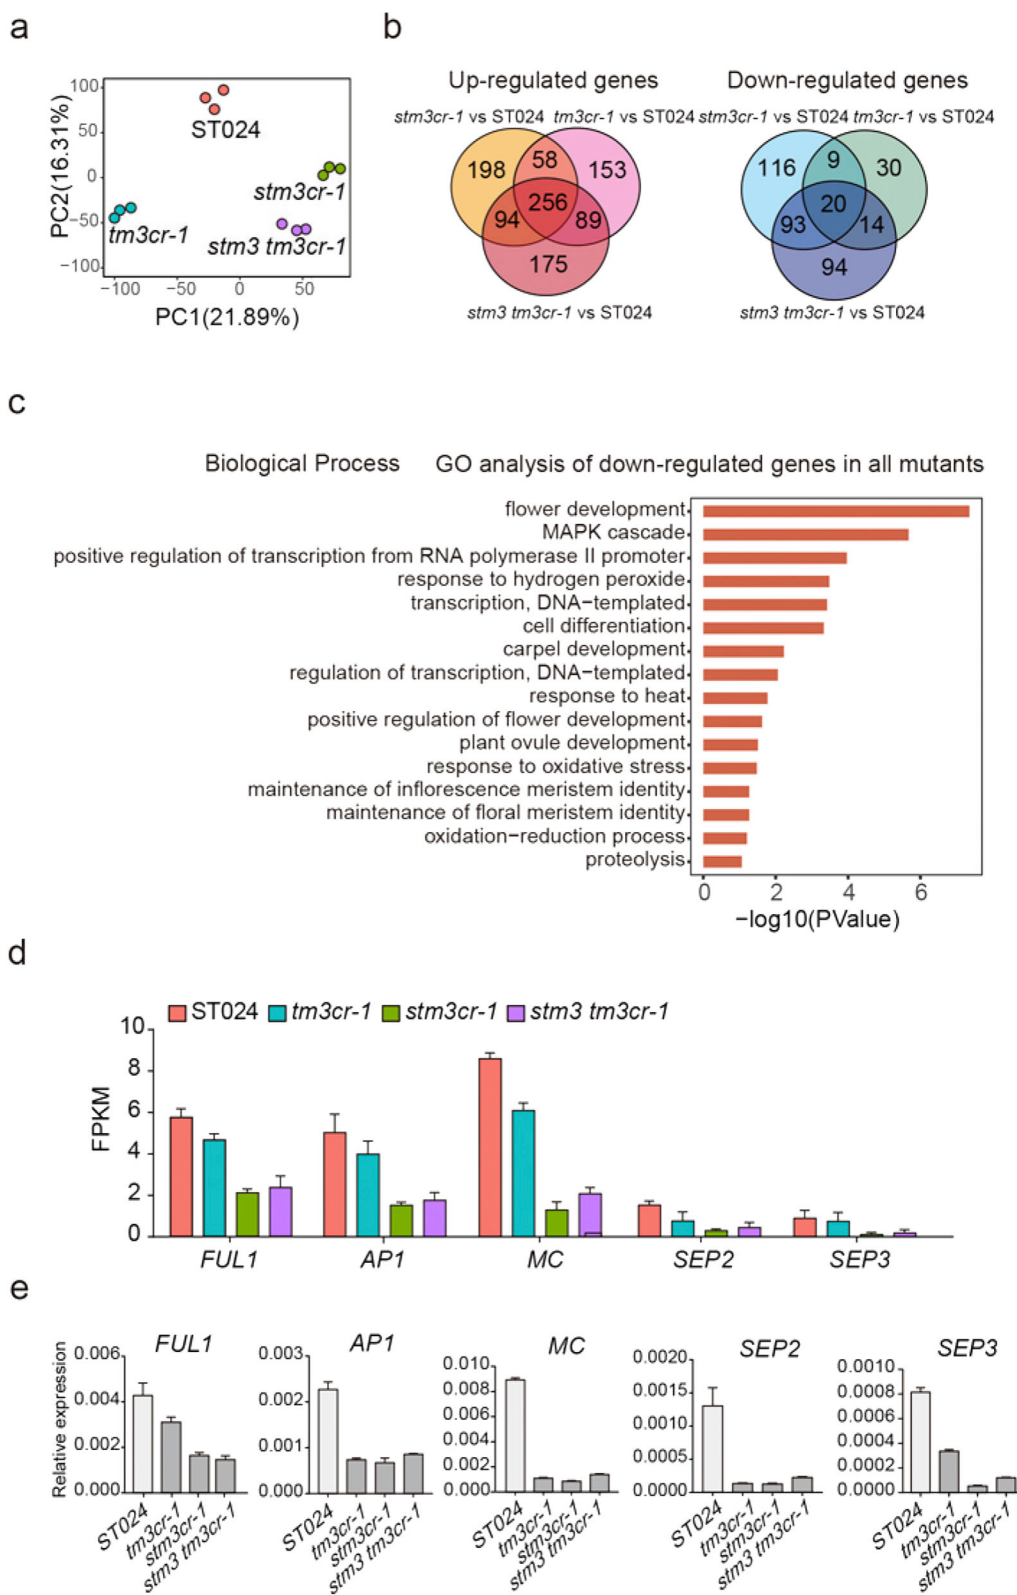 a
b
100
50
0
−50
−100
PC2(16.31%)
ST024
stm3cr-1
tm3cr-1
stm3 tm3cr-1
−100 −50 0 50
PC1(21.89%)
Up-regulated genes
Down-regulated genes
stm3cr-1 vs ST024 tm3cr-1 vs ST024
stm3cr-1 vs ST024 tm3cr-1 vs ST024
198 58 153
256
94 89
175
stm3 tm3cr-1 vs ST024
116 9 30
20
93 14
94
stm3 tm3cr-1 vs ST024
c
Biological Process
GO analysis of down-regulated genes in all mutants
flower development
MAPK cascade
positive regulation of transcription from RNA polymerase II promoter
response to hydrogen peroxide
transcription, DNA−templated
cell differentiation
carpel development
regulation of transcription, DNA−templated
response to heat
positive regulation of flower development
plant ovule development
response to oxidative stress
maintenance of inflorescence meristem identity
maintenance of floral meristem identity
oxidation−reduction process
proteolysis
0 2 4 6
−log10(PValue)
d
ST024 tm3cr-1 stm3cr-1 stm3 tm3cr-1
10
8
6
4
2
0
FPKM
FUL1 AP1 MC SEP2 SEP3
e
Relative expression
FUL1
0.006
0.004
0.002
0.000
ST024
tm3cr-1
stm3cr-1
stm3 tm3cr-1
AP1
0.003
0.002
0.001
0.000
ST024
tm3cr-1
stm3cr-1
stm3 tm3cr-1
MC
0.010
0.008
0.006
0.004
0.002
0.000
ST024
tm3cr-1
stm3cr-1
stm3 tm3cr-1
SEP2
0.0020
0.0015
0.0010
0.0005
0.0000
ST024
tm3cr-1
stm3cr-1
stm3 tm3cr-1
SEP3
0.0010
0.0008
0.0006
0.0004
0.0002
0.0000
ST024
tm3cr-1
stm3cr-1
stm3 tm3cr-1